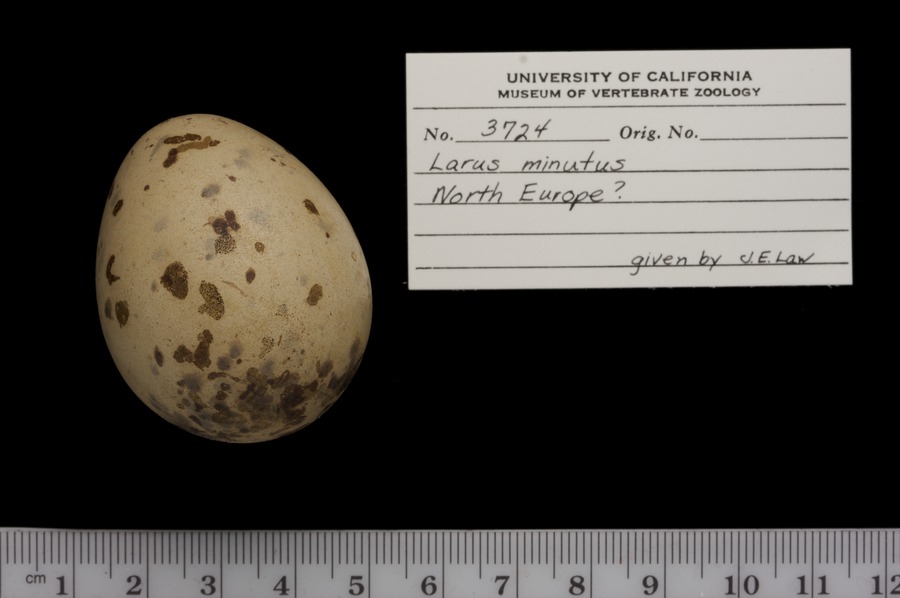 UNIVERSITY OF CALIFORNIA
MUSEUM OF VERTEBRATE ZOOLOGY
No. 3724 Orig. No.
Larus minutus
North Europe?
given by J.E. Law
cm 1 2 3 4 5 6 7 8 9 10 11 12